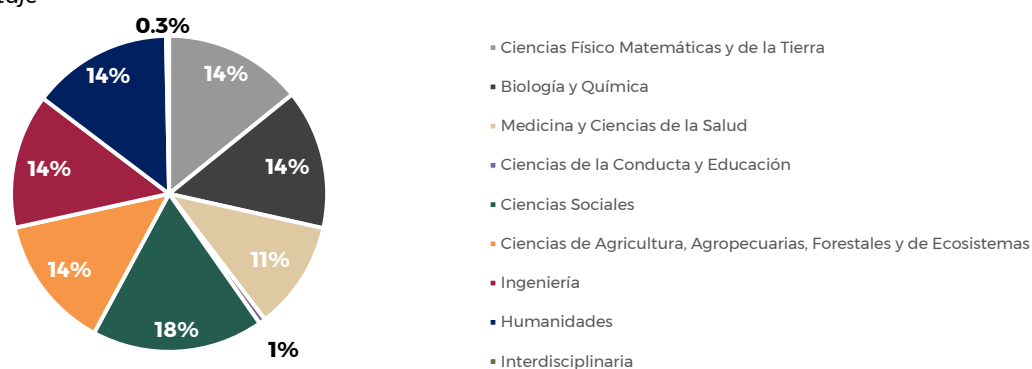 0.3%
14%
14%
14%
14%
14%
11%
18%
1%
Ciencias Físico Matemáticas y de la Tierra
Biología y Química
Medicina y Ciencias de la Salud
Ciencias de la Conducta y Educación
Ciencias Sociales
Ciencias de Agricultura, Agropecuarias, Forestales y de Ecosistemas
Ingeniería
Humanidades
Interdisciplinaria